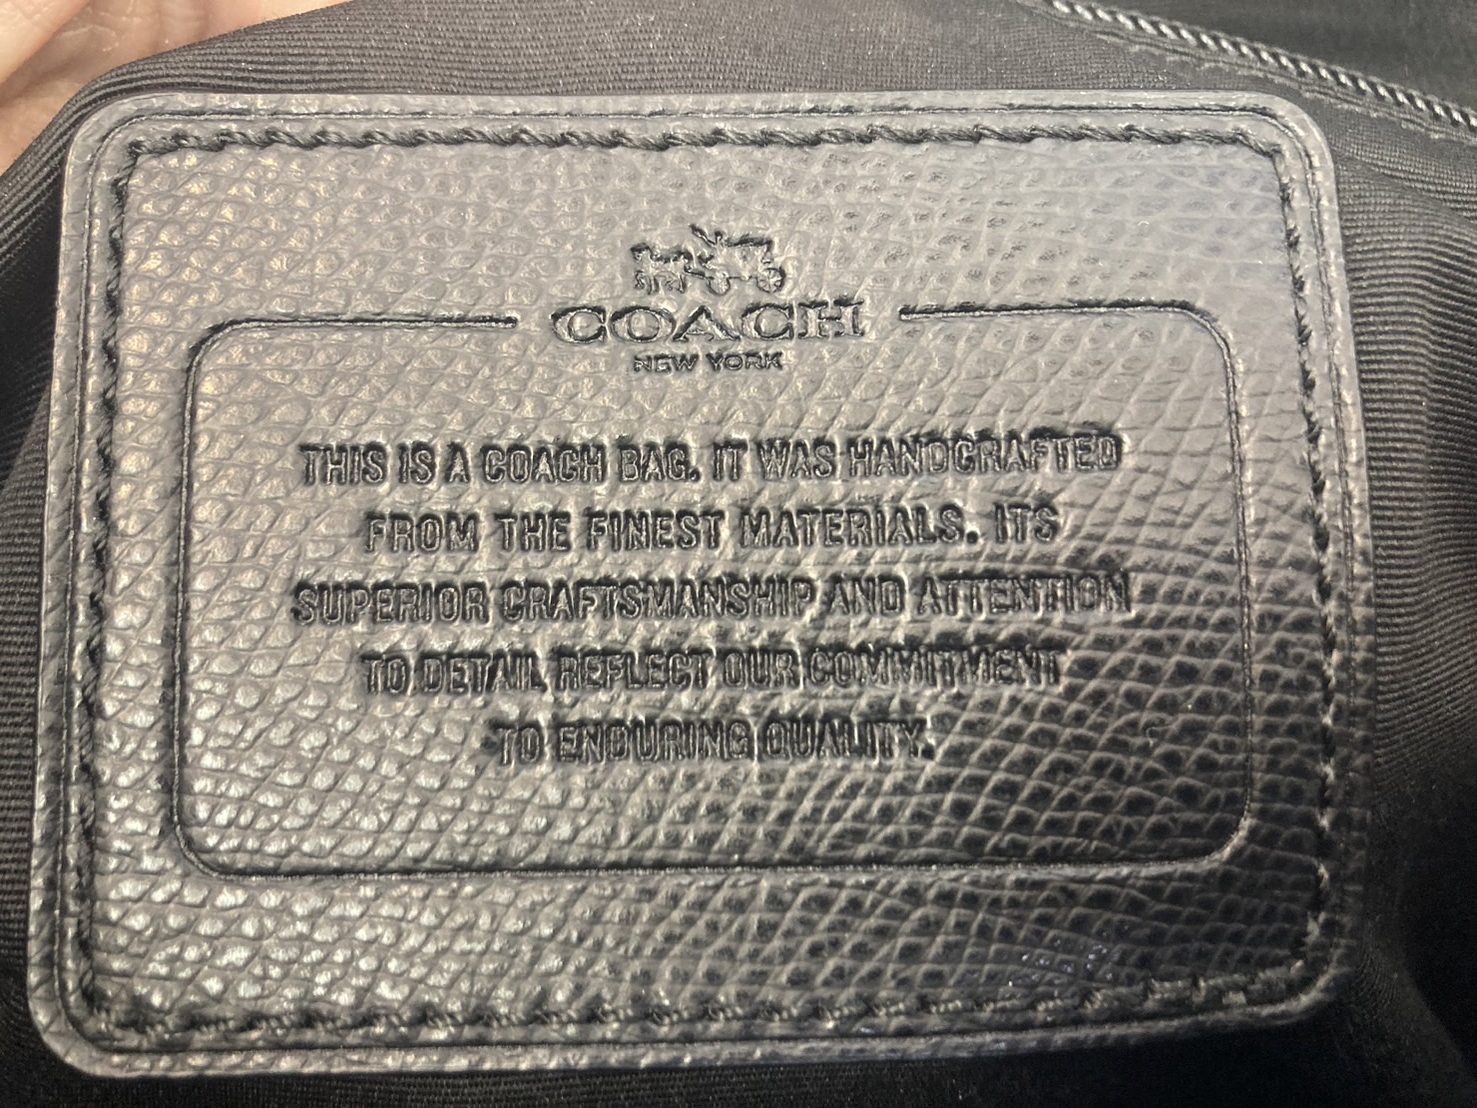 COACH
NEW YORK
THIS IS A COACH BAG. IT WAS HANDCRAFTED
FROM THE FINEST MATERIALS. ITS
SUPERIOR CRAFTSMANSHIP AND ATTENTION
TO DETAIL REFLECT OUR COMMITMENT
TO ENDURING QUALITY.